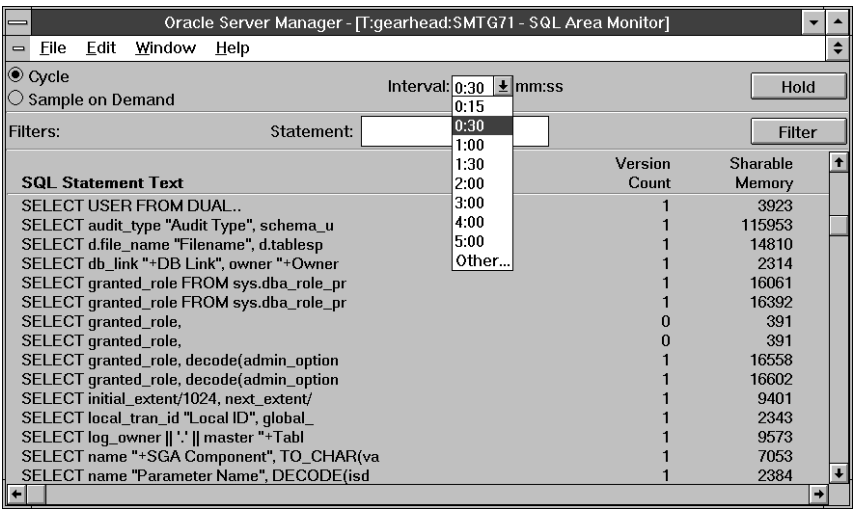 Oracle Server Manager - [T:gearhead:SMTG71 - SQL Area Monitor]
File Edit Window Help
Cycle
Sample on Demand
Interval: 0:30 mm:ss
Hold
0:15
0:30
1:00
1:30
2:00
3:00
4:00
5:00
Other...
Filters: Statement: Filter
Version Sharable
SQL Statement Text Count Memory
SELECT USER FROM DUAL.. 1 3923
SELECT audit_type "Audit Type", schema_u 1 115953
SELECT d.file_name "Filename", d.tablesp 1 14810
SELECT db_link "+DB Link", owner "+Owner 1 2314
SELECT granted_role FROM sys.dba_role_pr 1 16061
SELECT granted_role FROM sys.dba_role_pr 1 16392
SELECT granted_role, 0 391
SELECT granted_role, 0 391
SELECT granted_role, decode(admin_option 1 16558
SELECT granted_role, decode(admin_option 1 16602
SELECT initial_extent/1024, next_extent/ 1 9401
SELECT local_tran_id "Local ID", global_ 1 2343
SELECT log_owner || '.' || master "+Tabl 1 9573
SELECT name "+SGA Component", TO_CHAR(va 1 7053
SELECT name "Parameter Name", DECODE(isd 1 2384